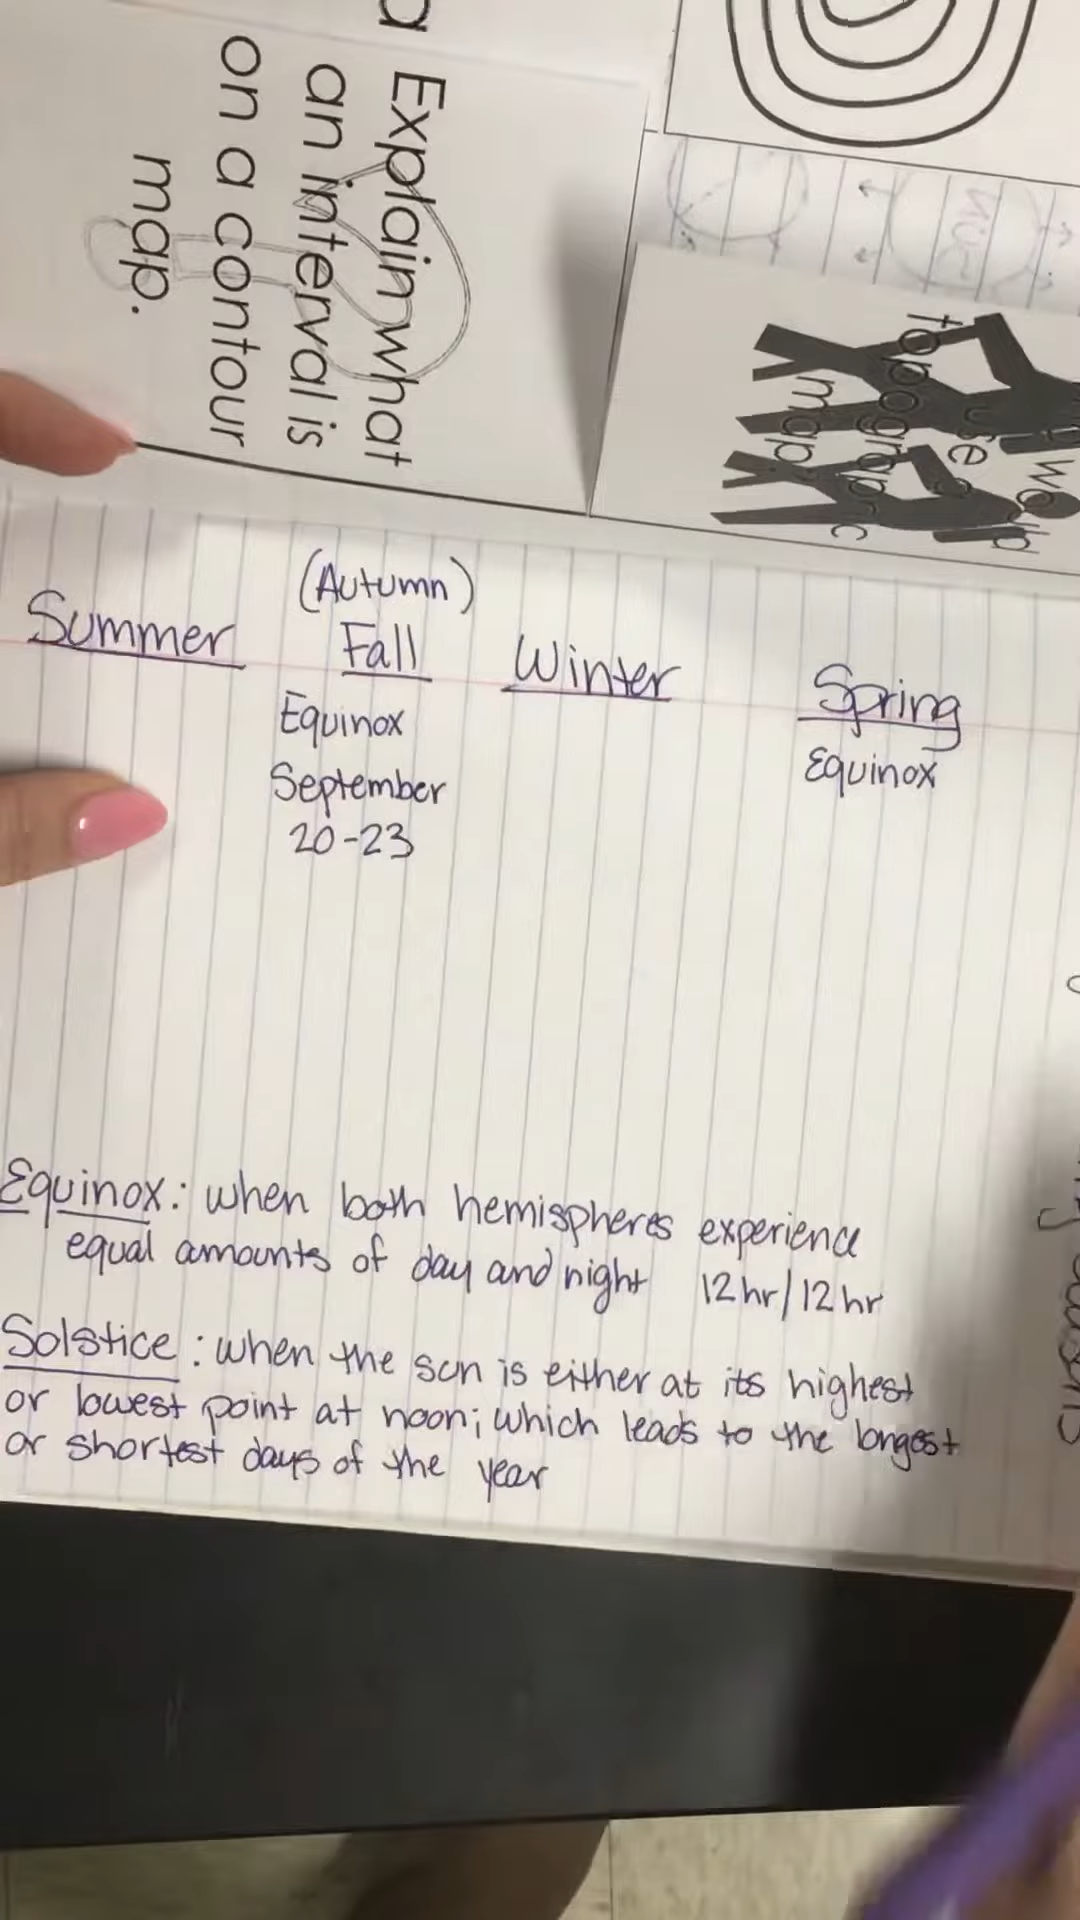 Explain what
an interval is
on a contour
map.
would
use
topographic
map
(Autumn)
Summer Fall Winter Spring
Equinox Equinox
September
20-23
Equinox: when both hemispheres experience
equal amounts of day and night 12hr/12hr
Solstice: when the sun is either at its highest
or lowest point at noon; which leads to the longest
or shortest days of the year